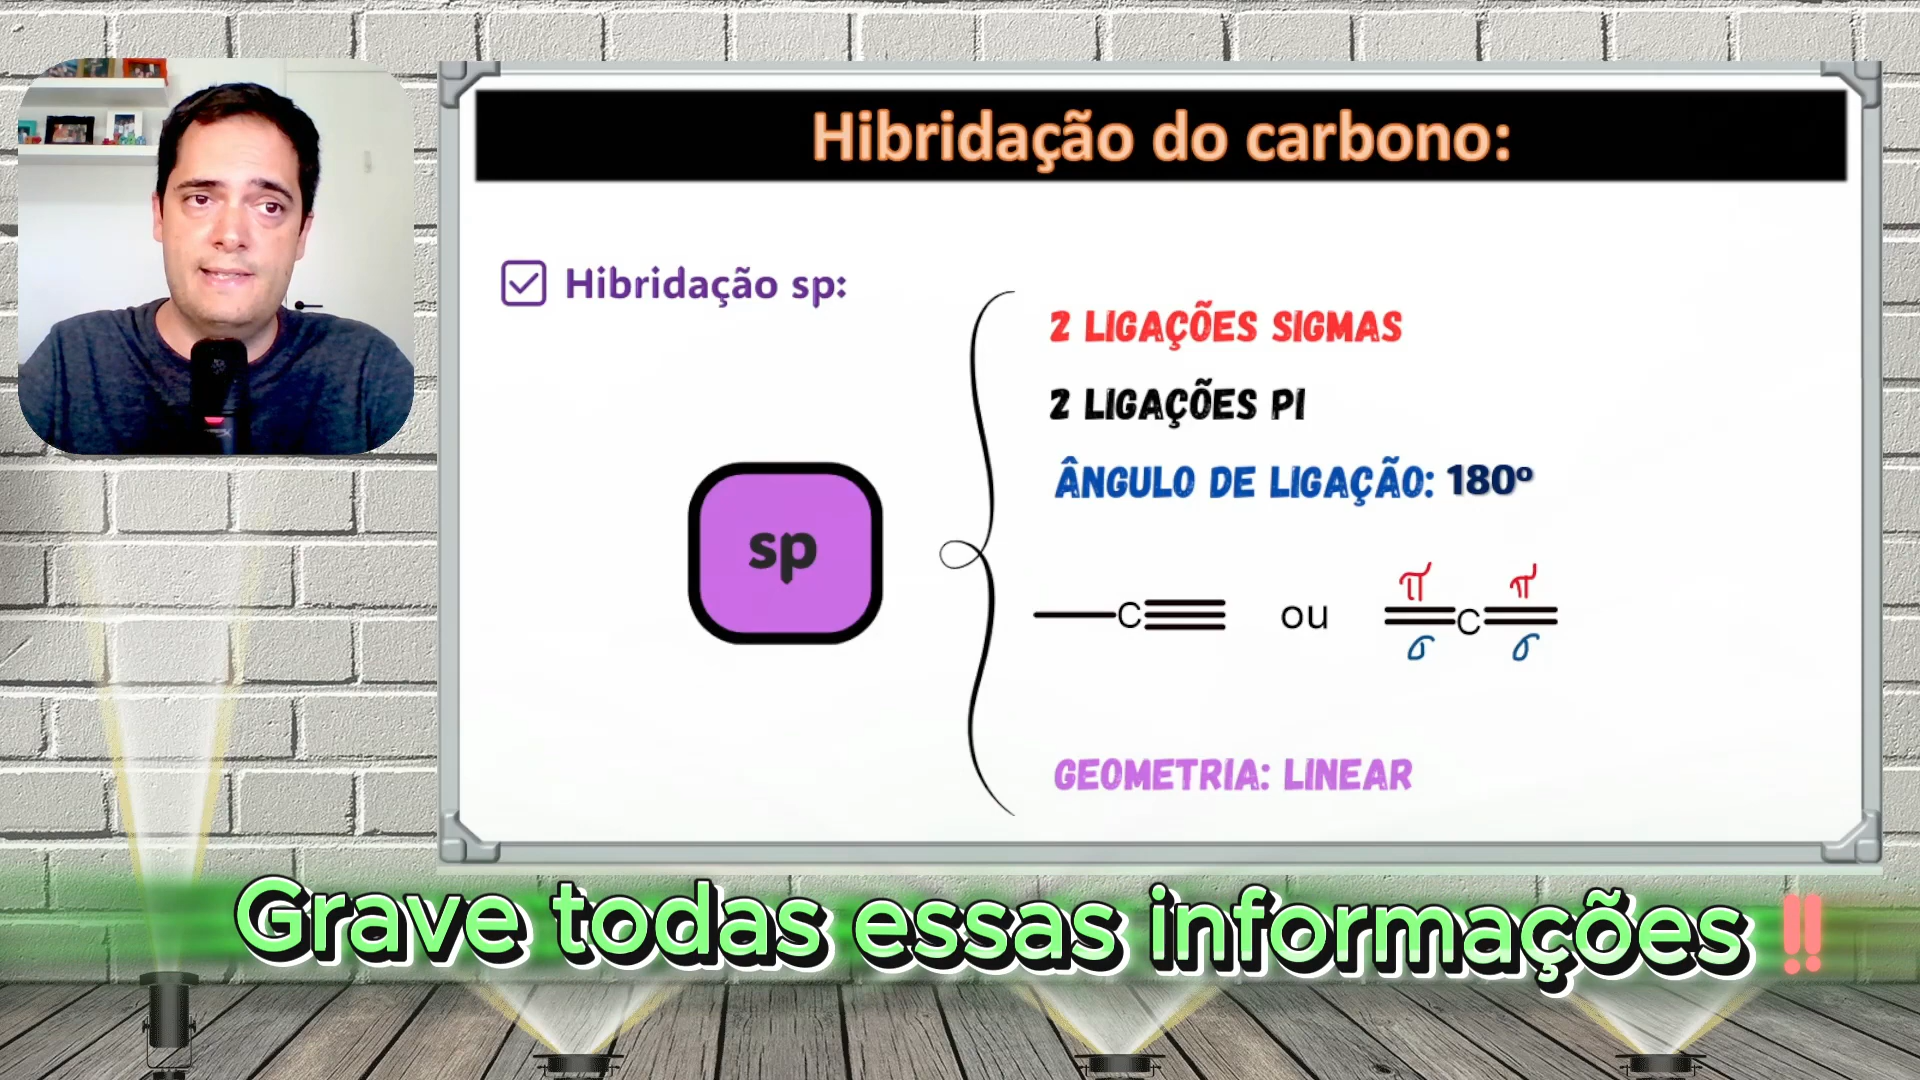 Hibridação do carbono:
Hibridação sp:
2 LIGAÇÕES SIGMAS
2 LIGAÇÕES PI
ÂNGULO DE LIGAÇÃO: 180º
sp
π π
C ou C
σ σ
GEOMETRIA: LINEAR
Grave todas essas informações !!